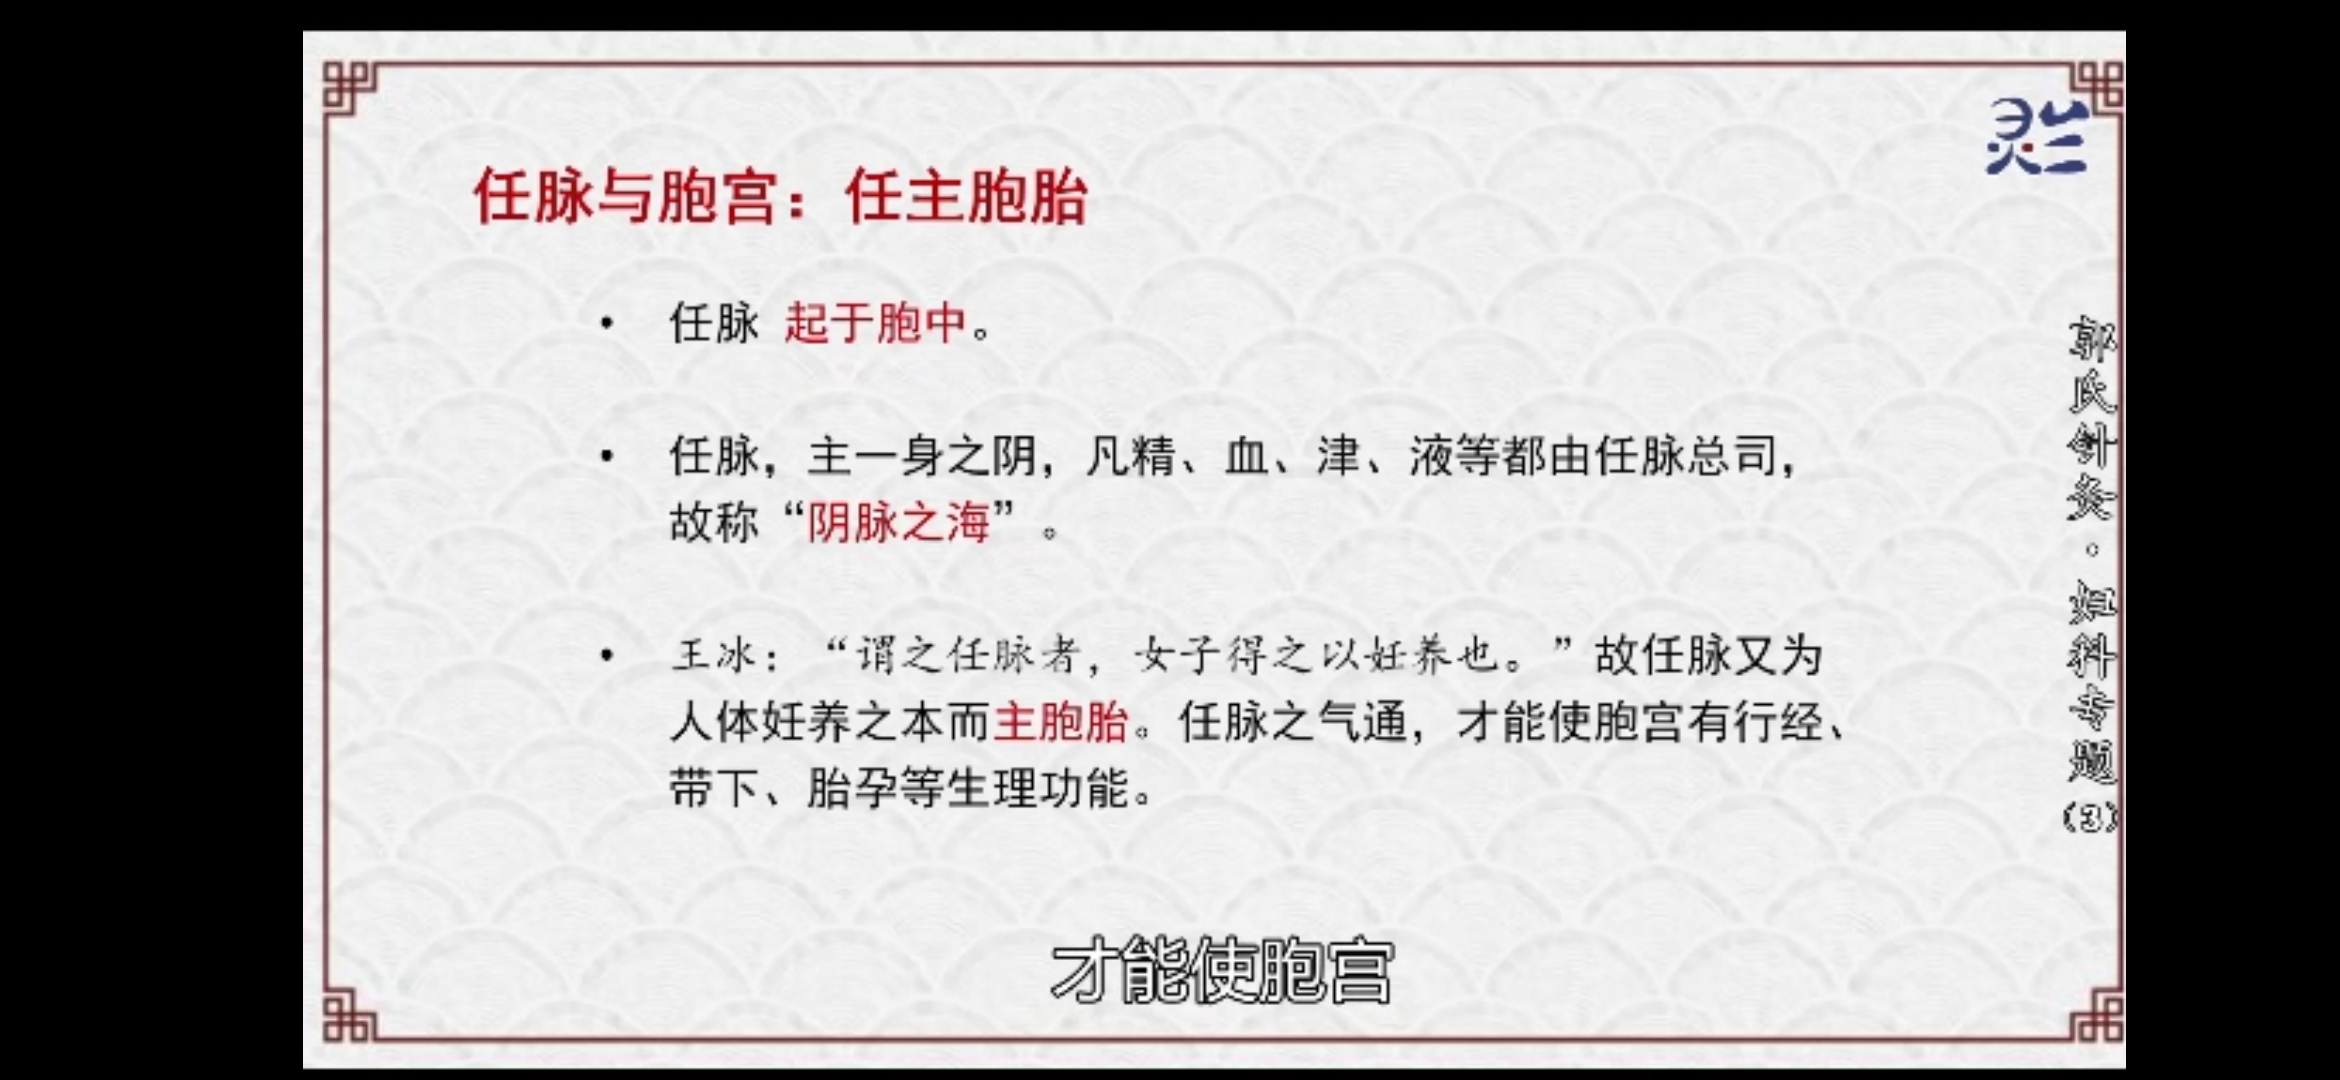 任脉与胞宫：任主胞胎
• 任脉 起于胞中。
• 任脉，主一身之阴，凡精、血、津、液等都由任脉总司，
故称“阴脉之海”。
• 王冰：“谓之任脉者，女子得之以妊养也。”故任脉又为
人体妊养之本而主胞胎。任脉之气通，才能使胞宫有行经、
带下、胎孕等生理功能。
才能使胞宫
灵兰
郭氏针灸·妇科专题(3)